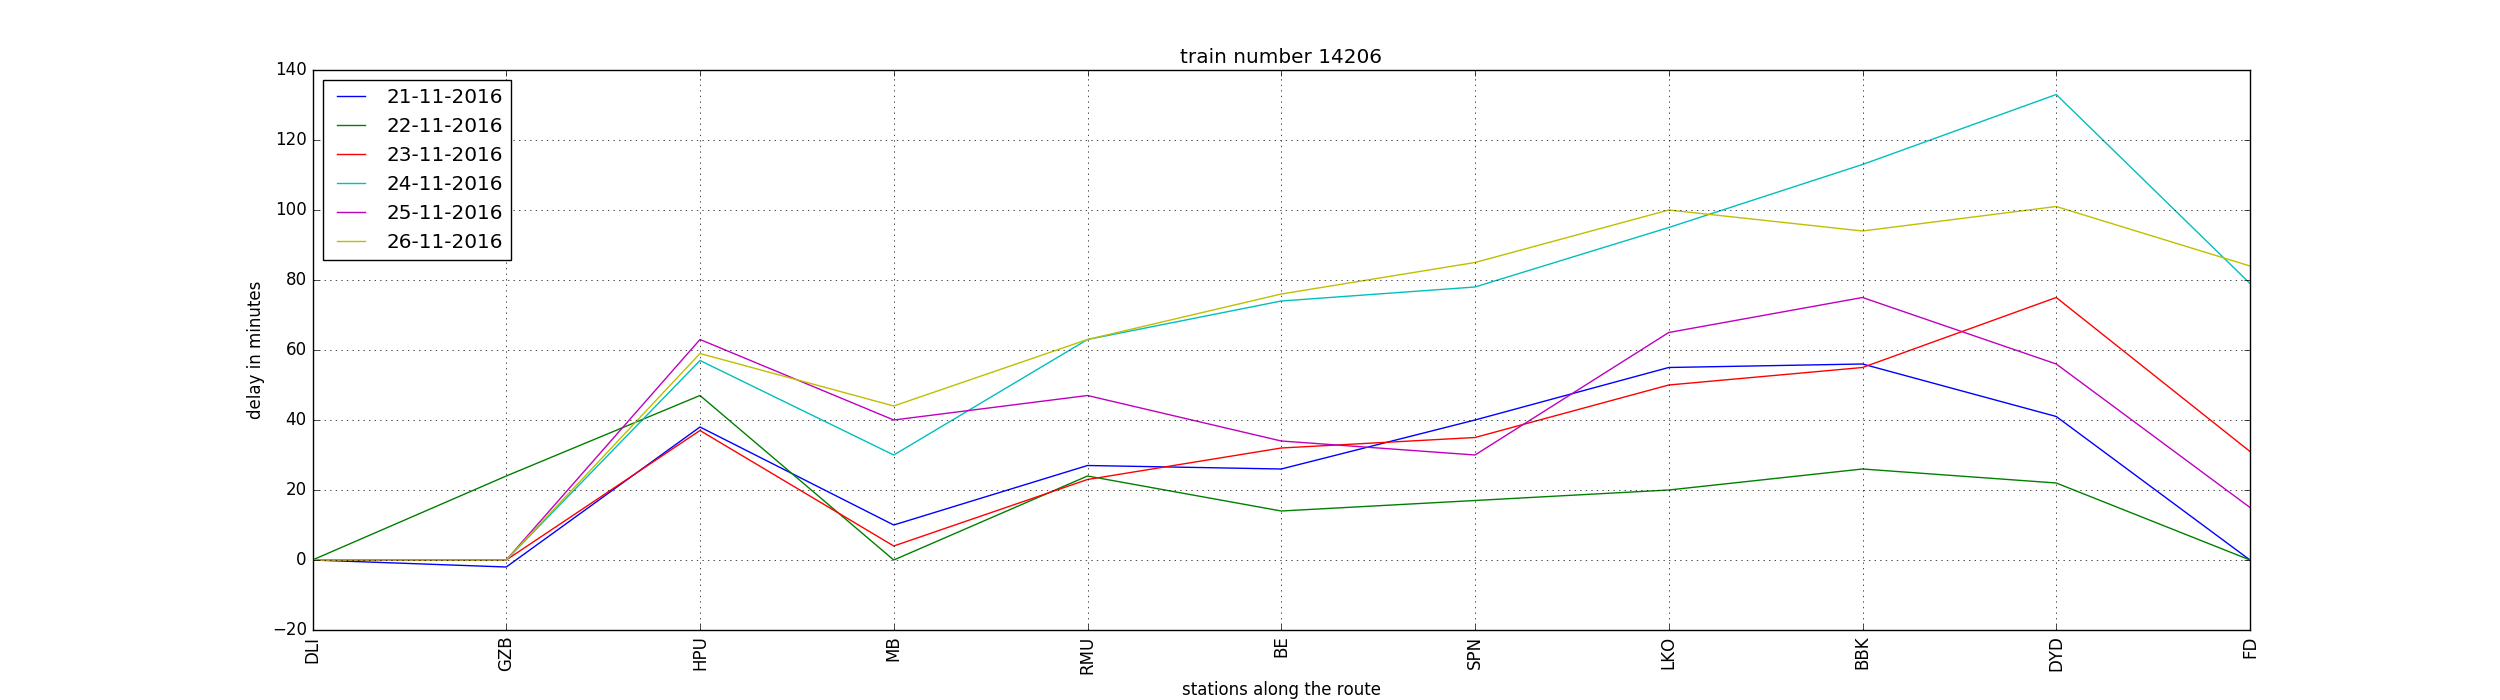 train number 14206
140
120
100
80
60
40
20
0
−20
delay in minutes
21-11-2016
22-11-2016
23-11-2016
24-11-2016
25-11-2016
26-11-2016
DLI
GZB
HPU
MB
RMU
BE
SPN
LKO
BBK
DYD
FD
stations along the route